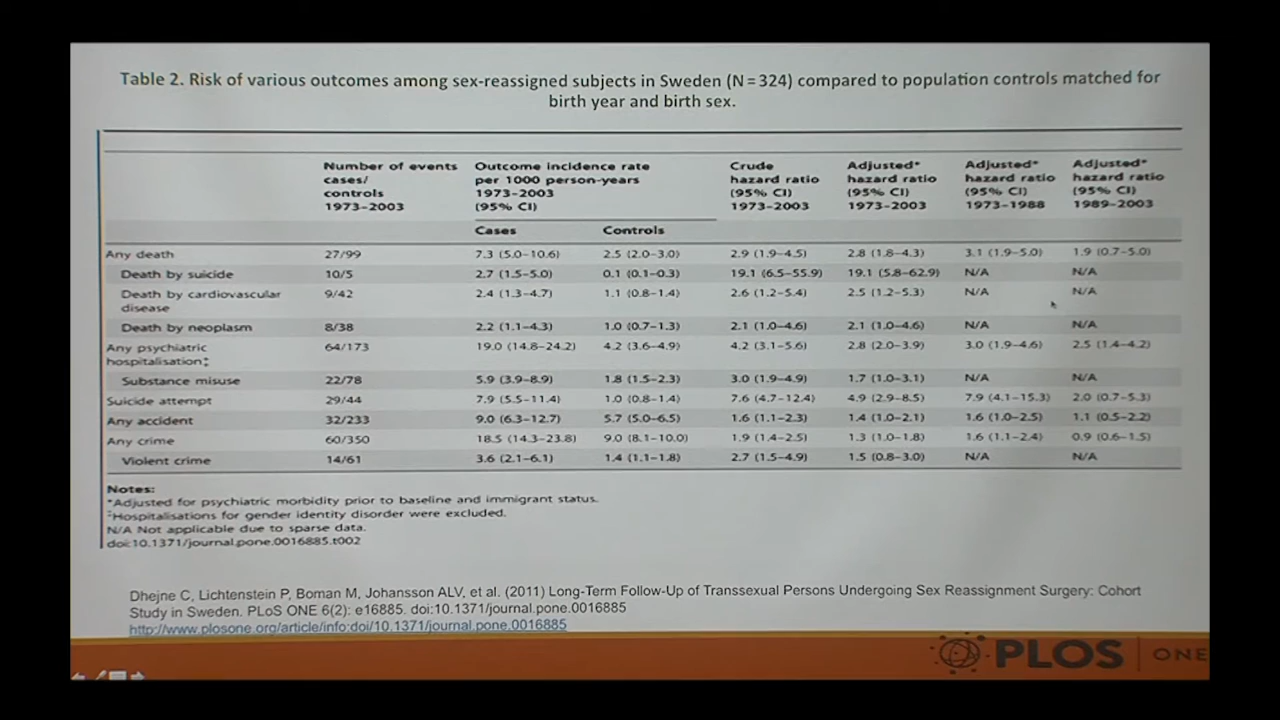 Table 2. Risk of various outcomes among sex-reassigned subjects in Sweden (N=324) compared to population controls matched for
birth year and birth sex.
Number of events cases/ controls 1973–2003 Outcome incidence rate per 1000 person-years 1973–2003 (95% CI) Crude hazard ratio (95% CI) 1973–2003 Adjusted* hazard ratio (95% CI) 1973–2003 Adjusted* hazard ratio (95% CI) 1973–1988 Adjusted* hazard ratio (95% CI) 1989–2003
Cases Controls
Any death 27/99 7.3 (5.0–10.6) 2.5 (2.0–3.0) 2.9 (1.9–4.5) 2.8 (1.8–4.3) 3.1 (1.9–5.0) 1.9 (0.7–5.0)
Death by suicide 10/5 2.7 (1.5–5.0) 0.1 (0.1–0.3) 19.1 (6.5–55.9) 19.1 (5.8–62.9) N/A N/A
Death by cardiovascular 9/42 2.4 (1.3–4.7) 1.1 (0.8–1.4) 2.6 (1.2–5.4) 2.5 (1.2–5.3) N/A N/A
disease
Death by neoplasm 8/38 2.2 (1.1–4.3) 1.0 (0.7–1.3) 2.1 (1.0–4.6) 2.1 (1.0–4.6) N/A N/A
Any psychiatric 64/173 19.0 (14.8–24.2) 4.2 (3.6–4.9) 4.2 (3.1–5.6) 2.8 (2.0–3.9) 3.0 (1.9–4.6) 2.5 (1.4–4.2)
hospitalisation‡
Substance misuse 22/78 5.9 (3.9–8.9) 1.8 (1.5–2.3) 3.0 (1.9–4.9) 1.7 (1.0–3.1) N/A N/A
Suicide attempt 29/44 7.9 (5.5–11.4) 1.0 (0.8–1.4) 7.6 (4.7–12.4) 4.9 (2.9–8.5) 7.9 (4.1–15.3) 2.0 (0.7–5.3)
Any accident 32/233 9.0 (6.3–12.7) 5.7 (5.0–6.5) 1.6 (1.1–2.3) 1.4 (1.0–2.1) 1.6 (1.0–2.5) 1.1 (0.5–2.2)
Any crime 60/350 18.5 (14.3–23.8) 9.0 (8.1–10.0) 1.9 (1.4–2.5) 1.3 (1.0–1.8) 1.6 (1.1–2.4) 0.9 (0.6–1.5)
Violent crime 14/61 3.6 (2.1–6.1) 1.4 (1.1–1.8) 2.7 (1.5–4.9) 1.5 (0.8–3.0) N/A N/A
Notes:
*Adjusted for psychiatric morbidity prior to baseline and immigrant status.
‡Hospitalisations for gender identity disorder were excluded.
N/A Not applicable due to sparse data.
doi:10.1371/journal.pone.0016885.t002
Dhejne C, Lichtenstein P, Boman M, Johansson ALV, et al. (2011) Long-Term Follow-Up of Transsexual Persons Undergoing Sex Reassignment Surgery: Cohort
Study in Sweden. PLoS ONE 6(2): e16885. doi:10.1371/journal.pone.0016885
http://www.plosone.org/article/info:doi/10.1371/journal.pone.0016885
PLOS ONE